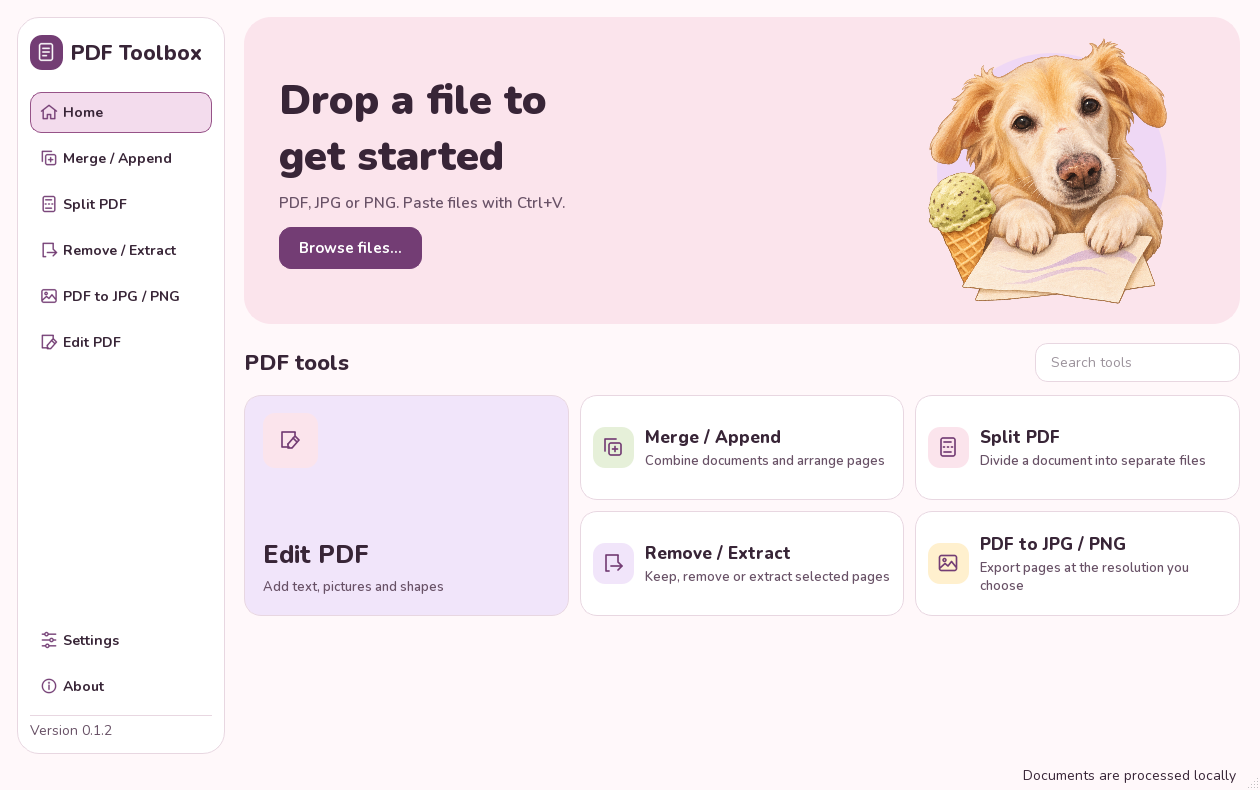 PDF Toolbox
Home
Merge / Append
Split PDF
Remove / Extract
PDF to JPG / PNG
Edit PDF
Settings
About
Version 0.1.2
Drop a file to
get started
PDF, JPG or PNG. Paste files with Ctrl+V.
Browse files...
PDF tools
Search tools
Edit PDF
Add text, pictures and shapes
Merge / Append
Combine documents and arrange pages
Split PDF
Divide a document into separate files
Remove / Extract
Keep, remove or extract selected pages
PDF to JPG / PNG
Export pages at the resolution you
choose
Documents are processed locally